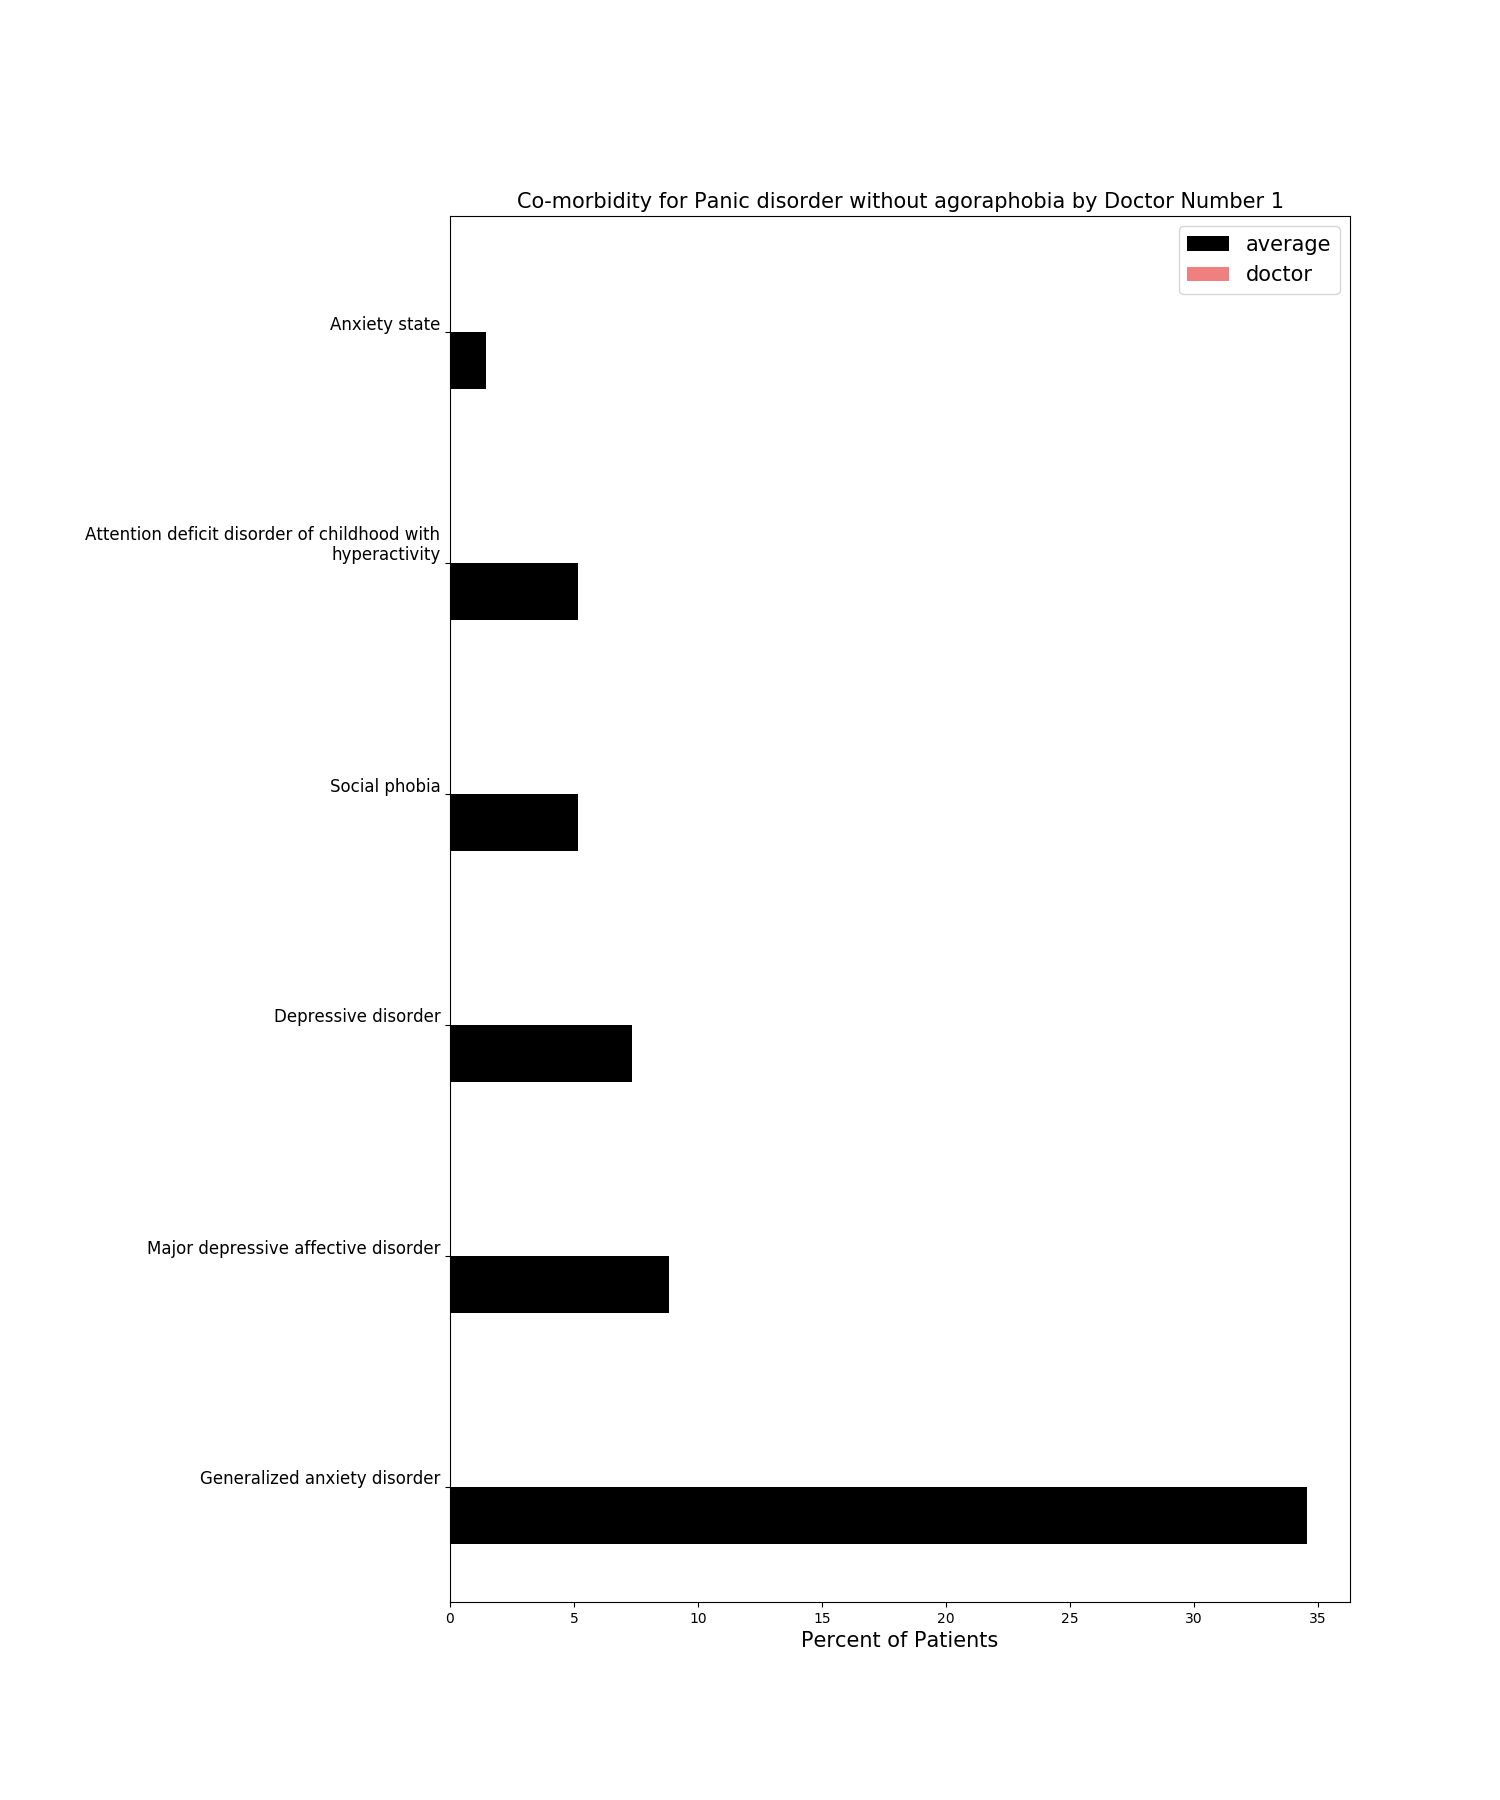 Co-morbidity for Panic disorder without agoraphobia by Doctor Number 1
average
doctor
Anxiety state
Attention deficit disorder of childhood with
hyperactivity
Social phobia
Depressive disorder
Major depressive affective disorder
Generalized anxiety disorder
0 5 10 15 20 25 30 35
Percent of Patients